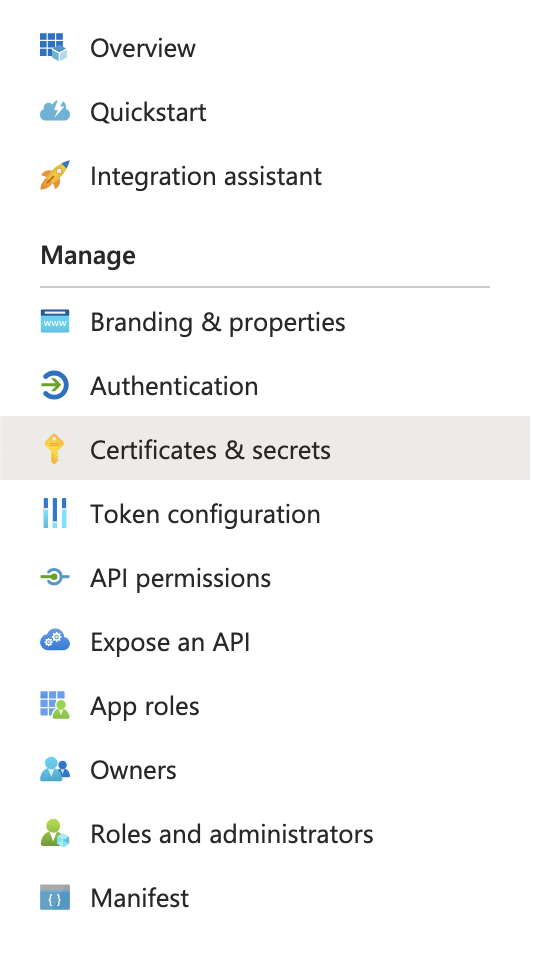 Overview
Quickstart
Integration assistant
Manage
www
Branding & properties
Authentication
Certificates & secrets
Token configuration
API permissions
Expose an API
App roles
Owners
Roles and administrators
{ }
Manifest